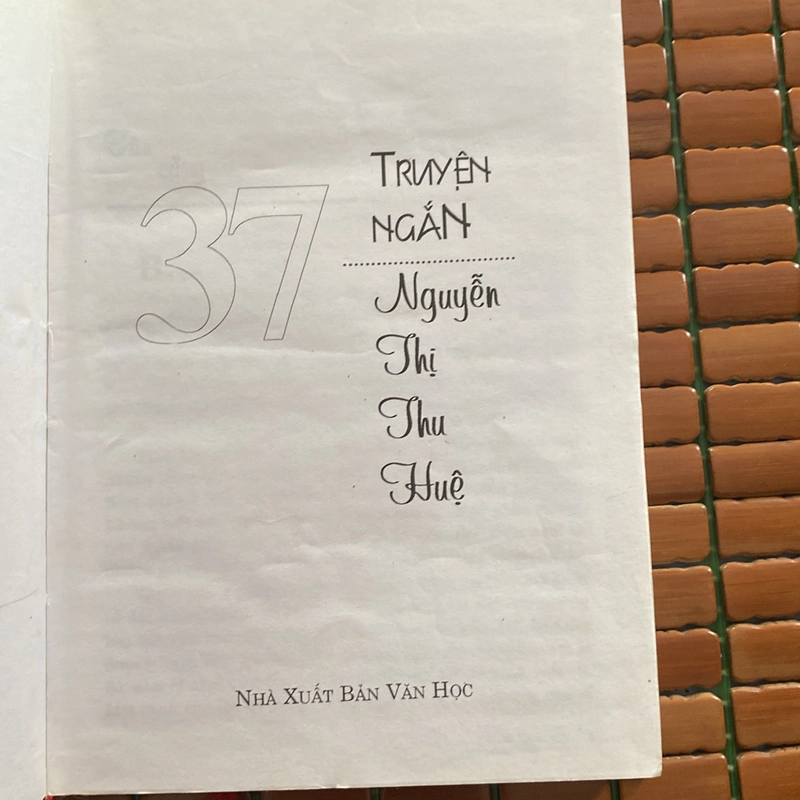 37
TRUYỆN
NGẮN
Nguyễn
Thị
Thu
Huệ
NHÀ XUẤT BẢN VĂN HỌC